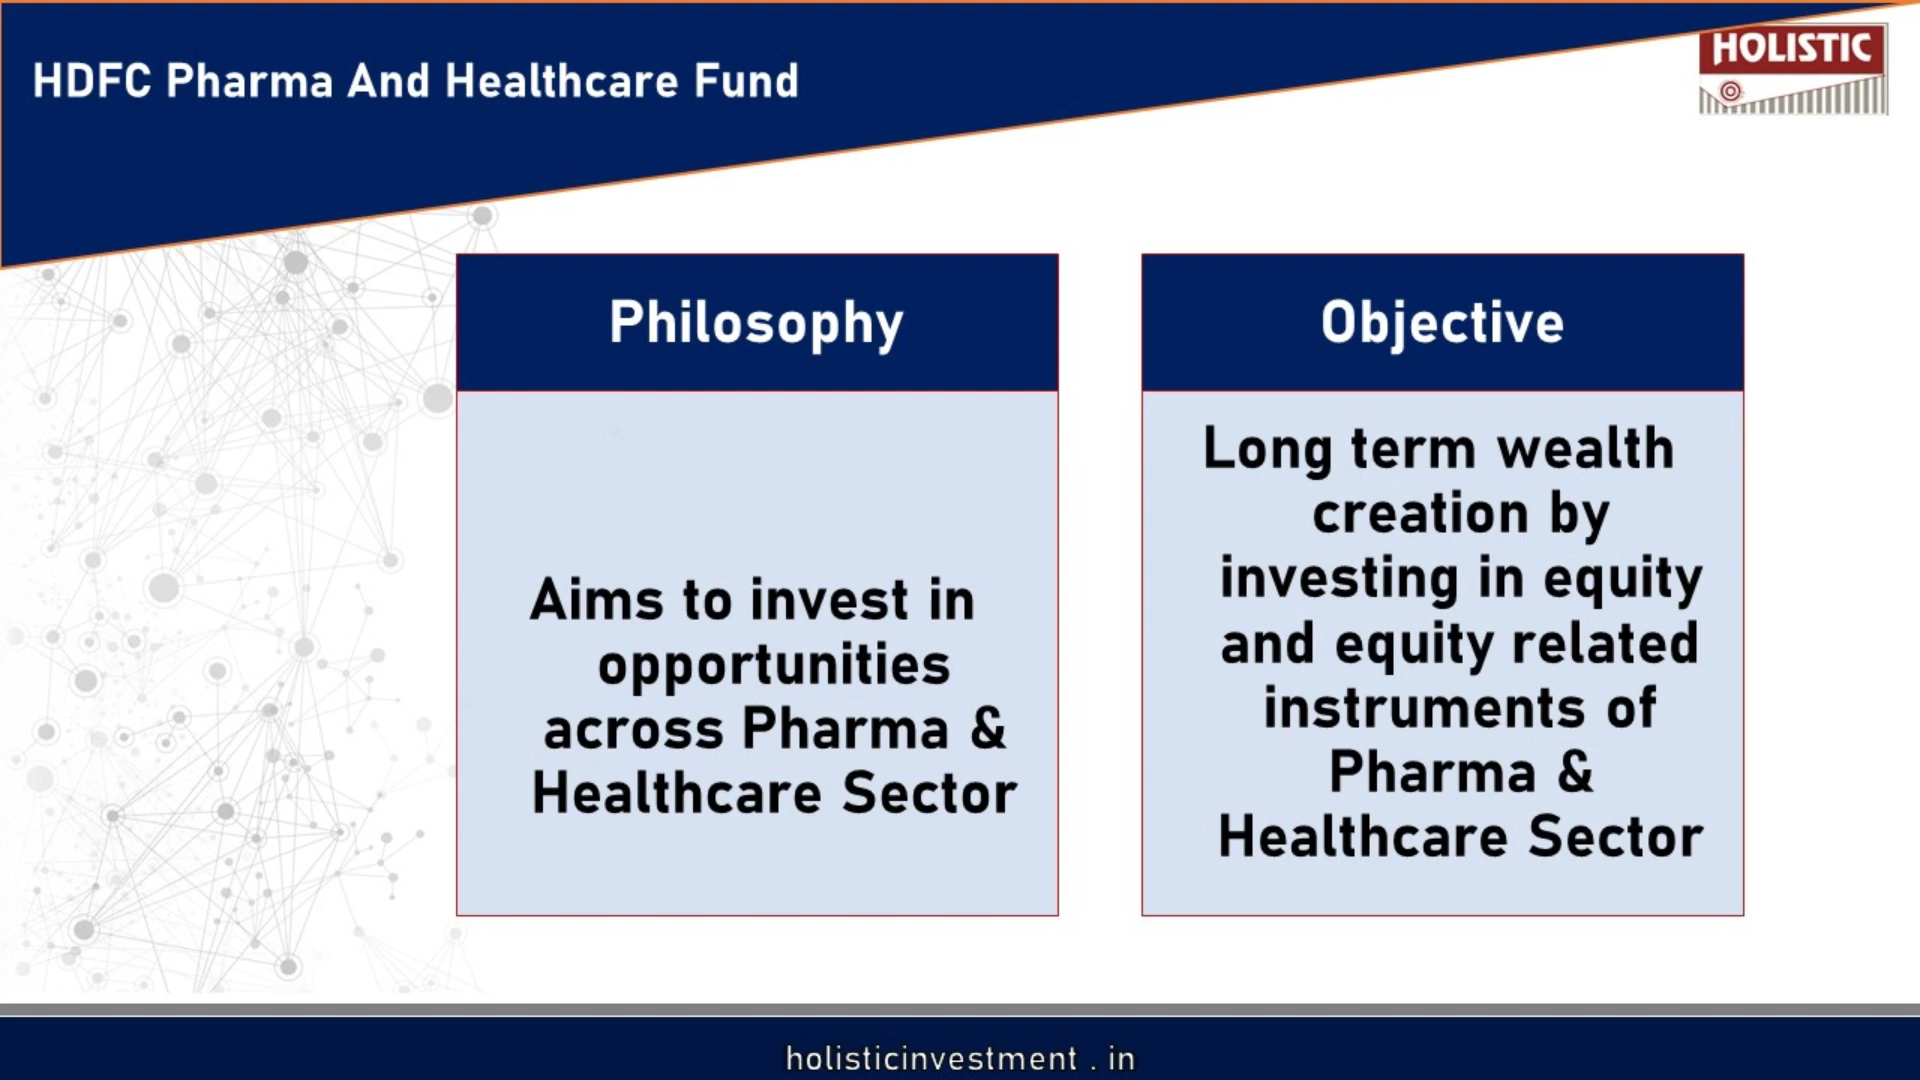 HDFC Pharma And Healthcare Fund
HOLISTIC
Philosophy
Aims to invest in
opportunities
across Pharma &
Healthcare Sector
Objective
Long term wealth
creation by
investing in equity
and equity related
instruments of
Pharma &
Healthcare Sector
holisticinvestment . in